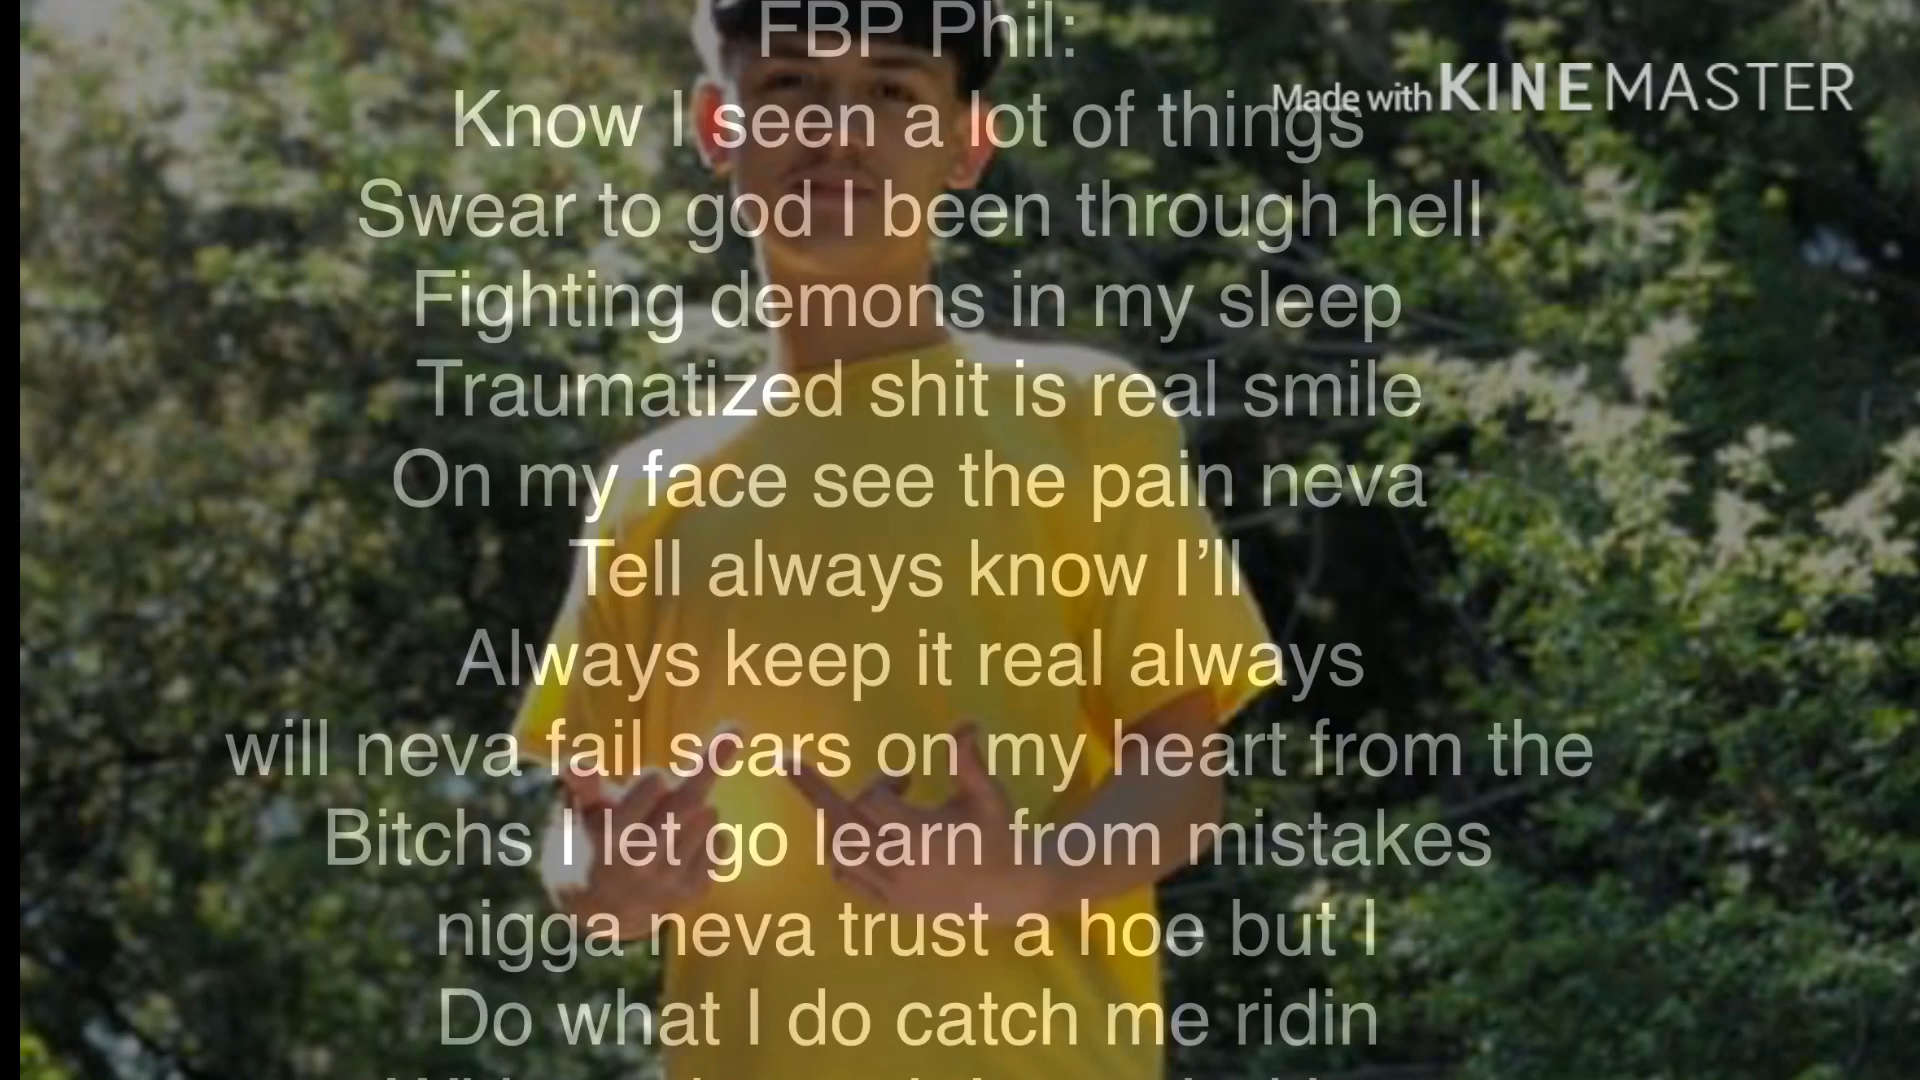 FBP Phil:
Made with KINEMASTER
Know I seen a lot of things
Swear to god I been through hell
Fighting demons in my sleep
Traumatized shit is real smile
On my face see the pain neva
Tell always know I’ll
Always keep it real always
will neva fail scars on my heart from the
Bitchs I let go learn from mistakes
nigga neva trust a hoe but I
Do what I do catch me ridin